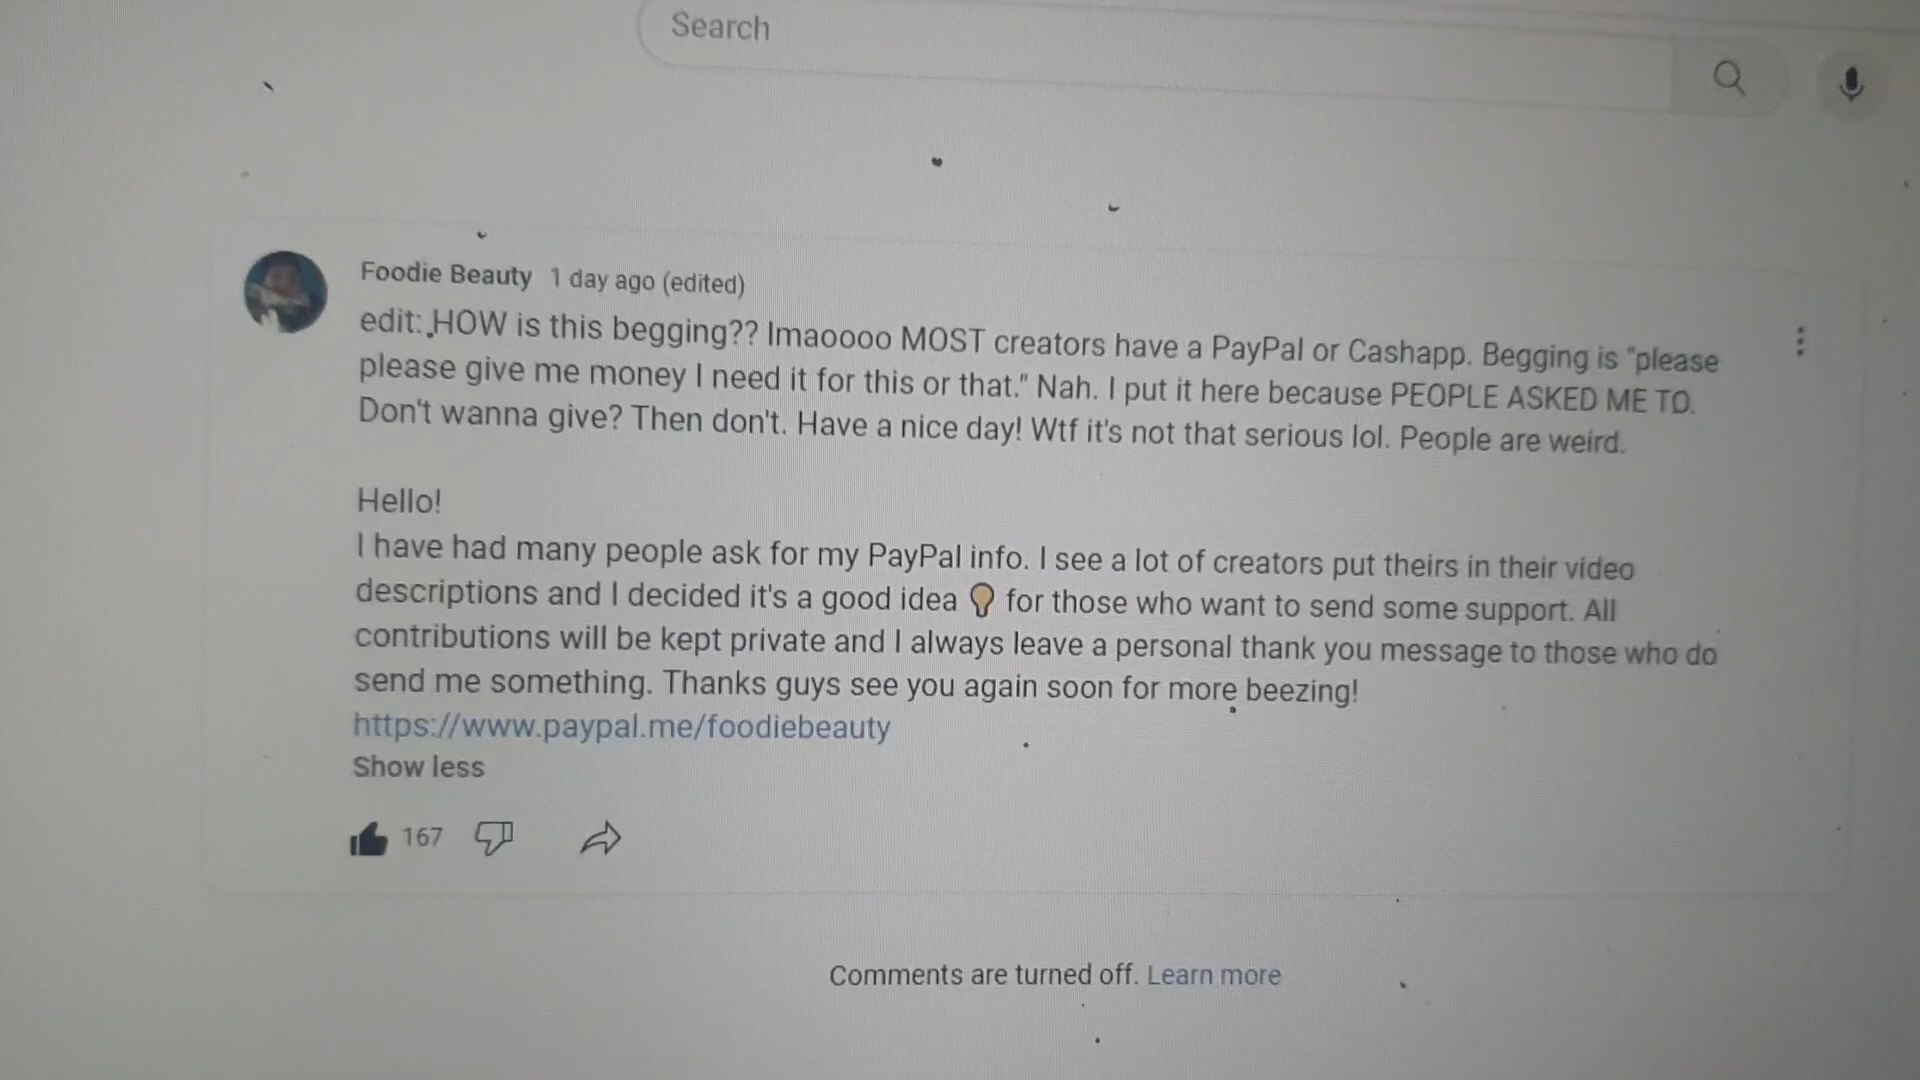 Search
Foodie Beauty 1 day ago (edited)
edit: HOW is this begging?? lmaoooo MOST creators have a PayPal or Cashapp. Begging is "please
please give me money I need it for this or that." Nah. I put it here because PEOPLE ASKED ME TO.
Don't wanna give? Then don't. Have a nice day! Wtf it's not that serious lol. People are weird.
Hello!
I have had many people ask for my PayPal info. I see a lot of creators put theirs in their video
descriptions and I decided it's a good idea 💡 for those who want to send some support. All
contributions will be kept private and I always leave a personal thank you message to those who do
send me something. Thanks guys see you again soon for more beezing!
https://www.paypal.me/foodiebeauty
Show less
167
Comments are turned off. Learn more